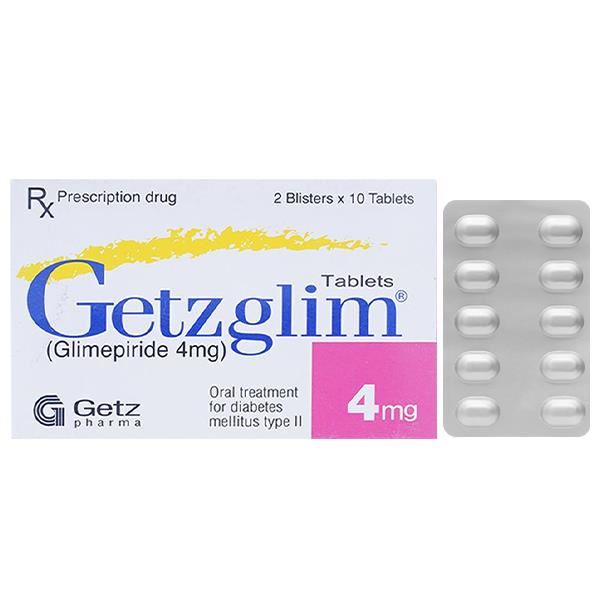 Rx Prescription drug
2 Blisters x 10 Tablets
Tablets
Getzglim®
(Glimepiride 4mg)
Getz
pharma
Oral treatment
for diabetes
mellitus type II
4mg